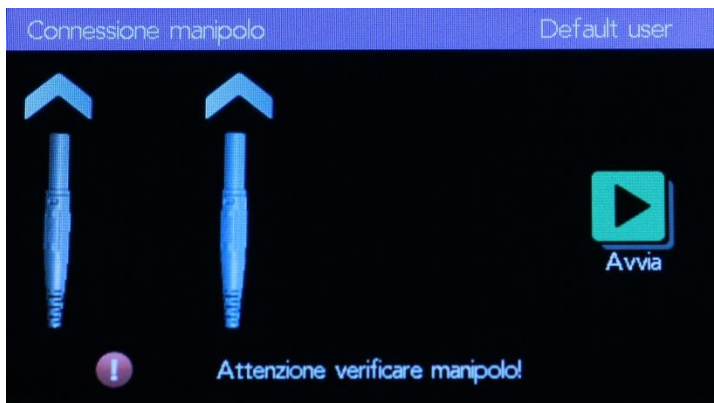 Connessione manipolo
Default user
Avvia
Attenzione verificare manipolo!